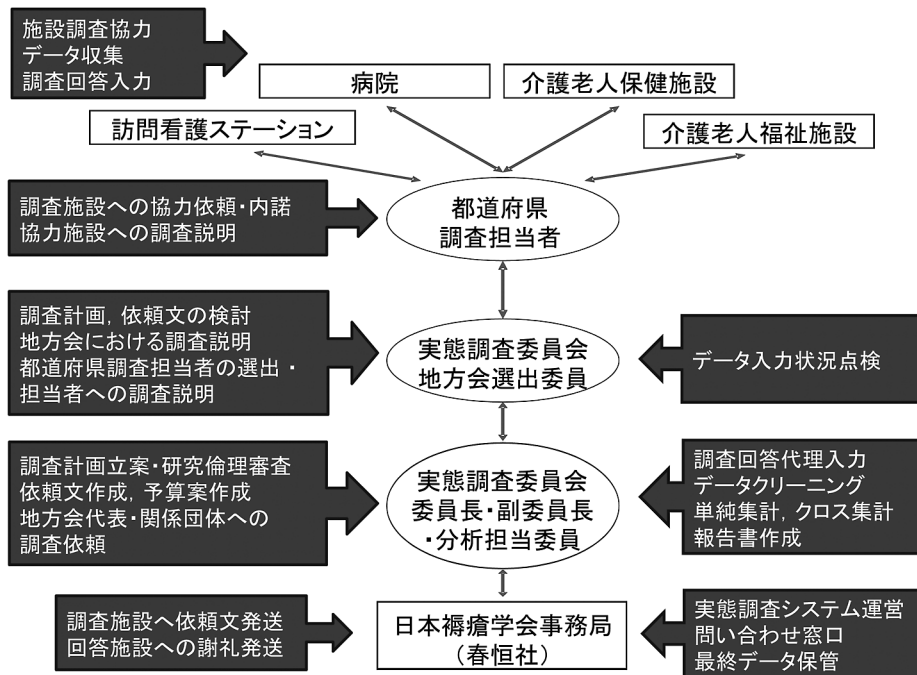 施設調査協力
データ収集
調査回答入力
病院
介護老人保健施設
訪問看護ステーション
介護老人福祉施設
調査施設への協力依頼・内諾
協力施設への調査説明
都道府県
調査担当者
調査計画, 依頼文の検討
地方会における調査説明
都道府県調査担当者の選出・
担当者への調査説明
実態調査委員会
地方会選出委員
データ入力状況点検
調査計画立案・研究倫理審査
依頼文作成, 予算案作成
地方会代表・関係団体への
調査依頼
実態調査委員会
委員長・副委員長
・分析担当委員
調査回答代理入力
データクリーニング
単純集計, クロス集計
報告書作成
調査施設へ依頼文発送
回答施設への謝礼発送
日本褥瘡学会事務局
（春恒社）
実態調査システム運営
問い合わせ窓口
最終データ保管